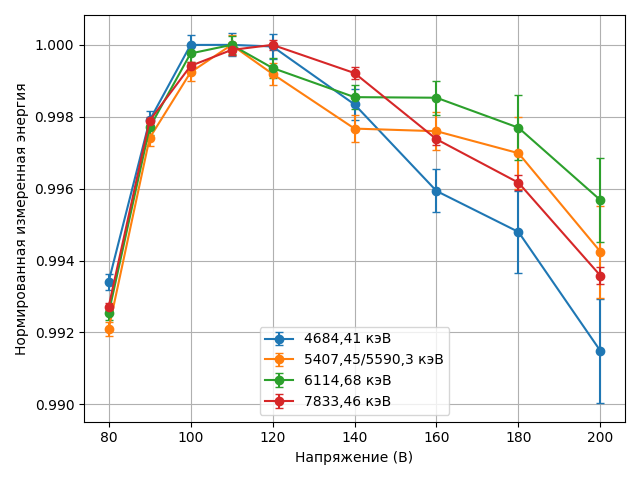 Нормированная измеренная энергия
1.000
0.998
0.996
0.994
0.992
0.990
4684,41 кэВ
5407,45/5590,3 кэВ
6114,68 кэВ
7833,46 кэВ
80 100 120 140 160 180 200
Напряжение (В)